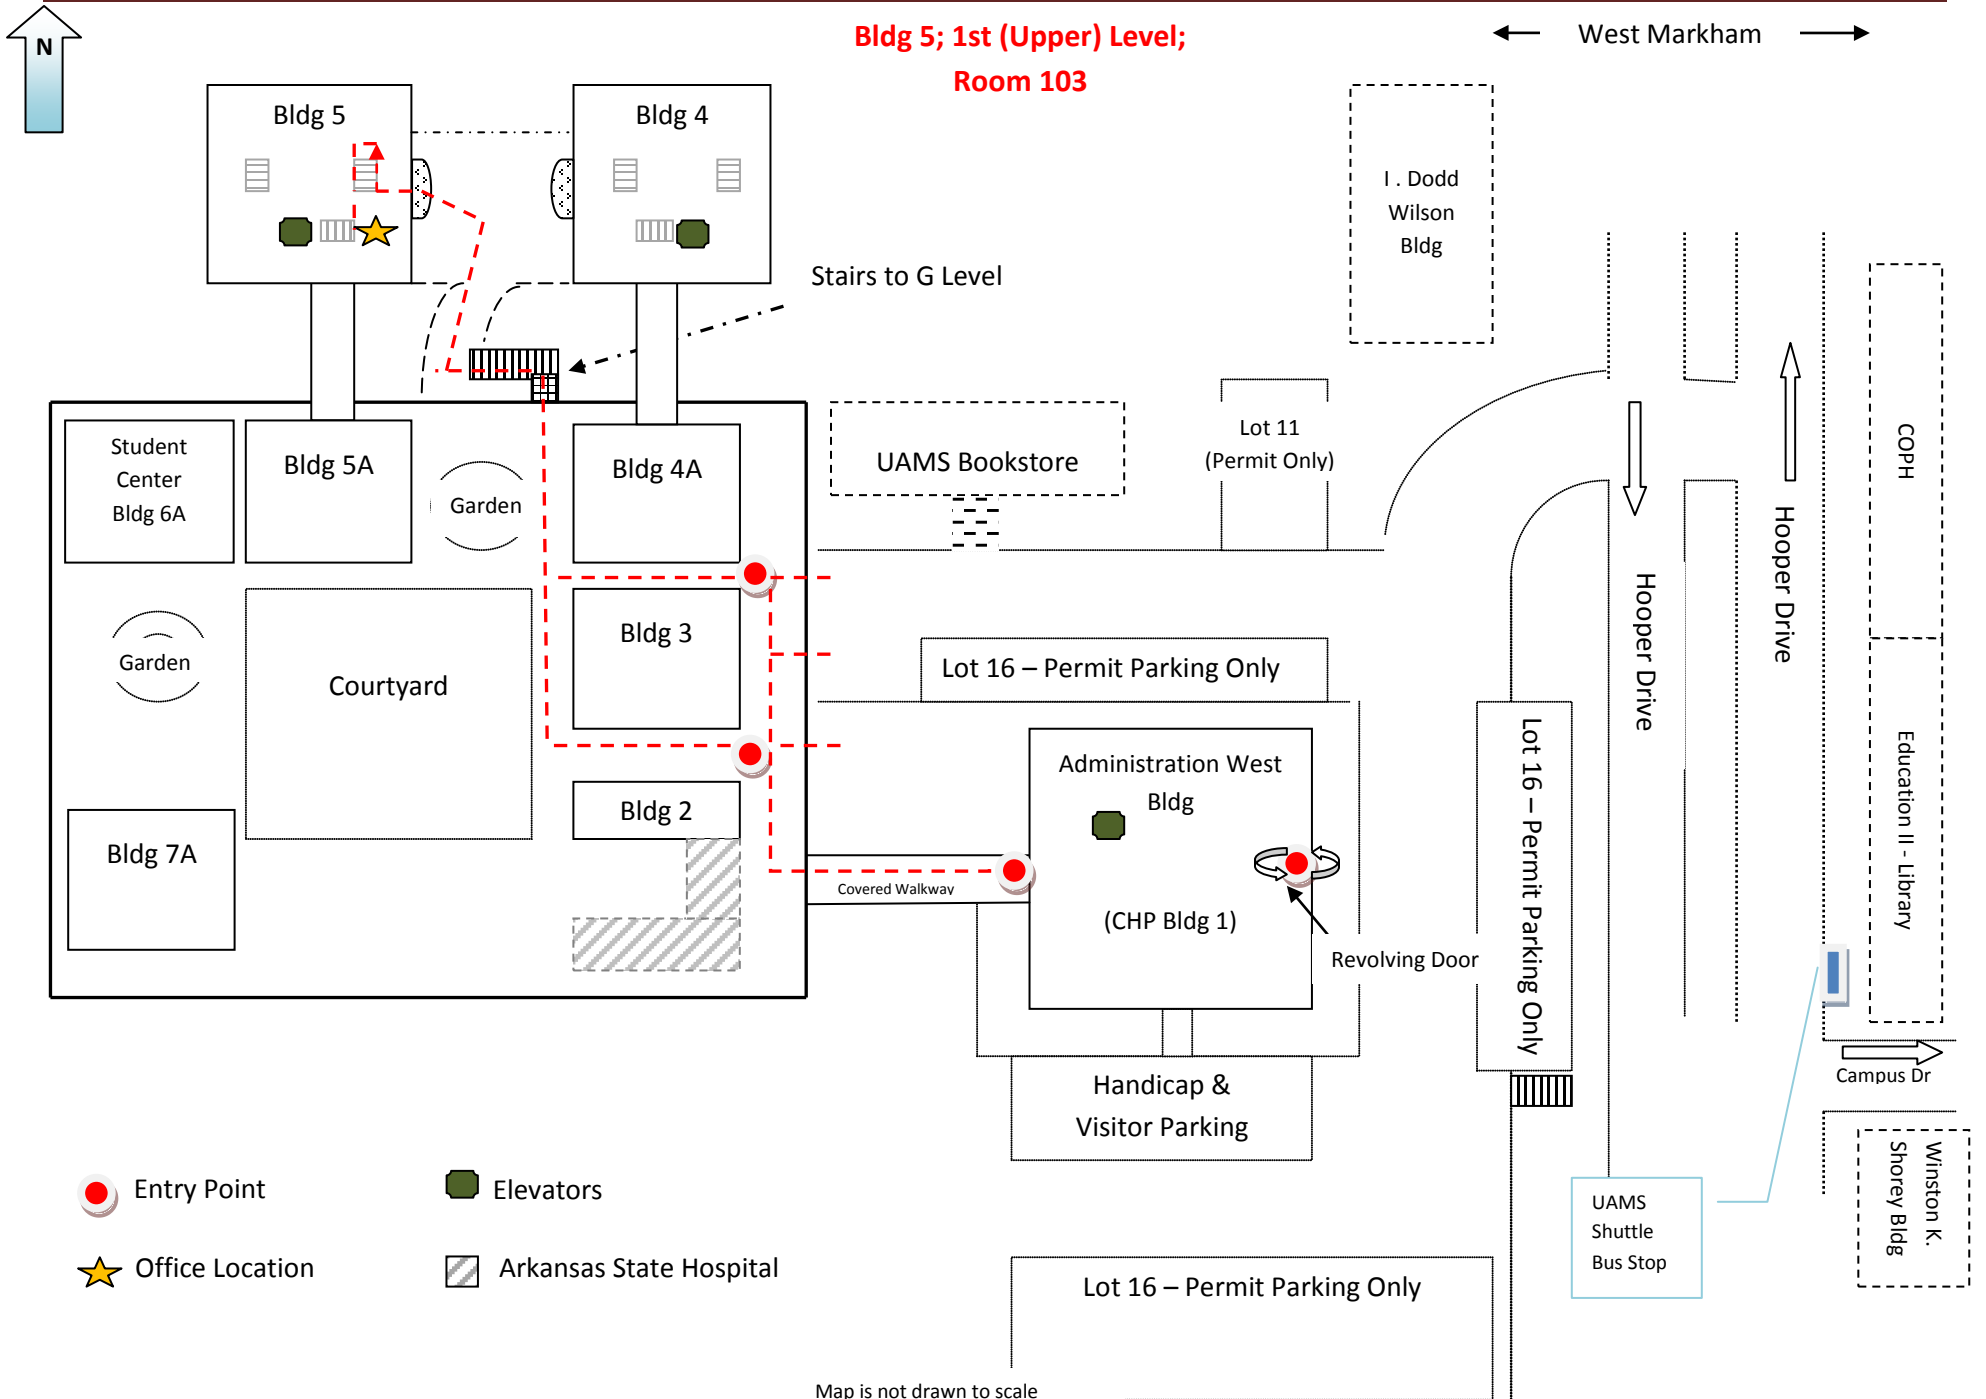 N
Bldg 5; 1st (Upper) Level;
Room 103
West Markham
Bldg 5
Bldg 4
I . Dodd
Wilson
Bldg
Stairs to G Level
Student
Center
Bldg 6A
Bldg 5A
Garden
Bldg 4A
UAMS Bookstore
Lot 11
(Permit Only)
COPH
Hooper Drive
Hooper Drive
Garden
Courtyard
Bldg 3
Lot 16 – Permit Parking Only
Lot 16 – Permit Parking Only
Education II - Library
Administration West
Bldg
Bldg 2
Bldg 7A
Covered Walkway
(CHP Bldg 1)
Revolving Door
Campus Dr
Handicap &
Visitor Parking
Winston K.
Shorey Bldg
Entry Point
Elevators
UAMS
Shuttle
Bus Stop
Office Location
Arkansas State Hospital
Lot 16 – Permit Parking Only
Map is not drawn to scale